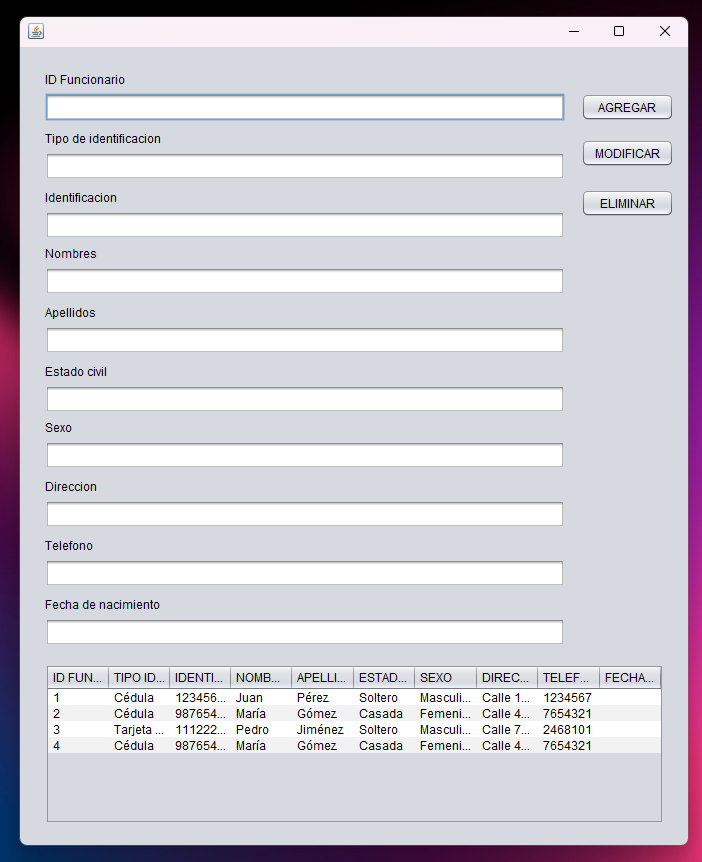 ID Funcionario
AGREGAR
Tipo de identificacion
MODIFICAR
Identificacion
ELIMINAR
Nombres
Apellidos
Estado civil
Sexo
Direccion
Telefono
Fecha de nacimiento
ID FUN... TIPO ID... IDENTI... NOMB... APELLI... ESTAD... SEXO DIREC... TELEF... FECHA...
1 Cédula 123456... Juan Pérez Soltero Masculi... Calle 1... 1234567
2 Cédula 987654... María Gómez Casada Femeni... Calle 4... 7654321
3 Tarjeta ... 111222... Pedro Jiménez Soltero Masculi... Calle 7... 2468101
4 Cédula 987654... María Gómez Casada Femeni... Calle 4... 7654321